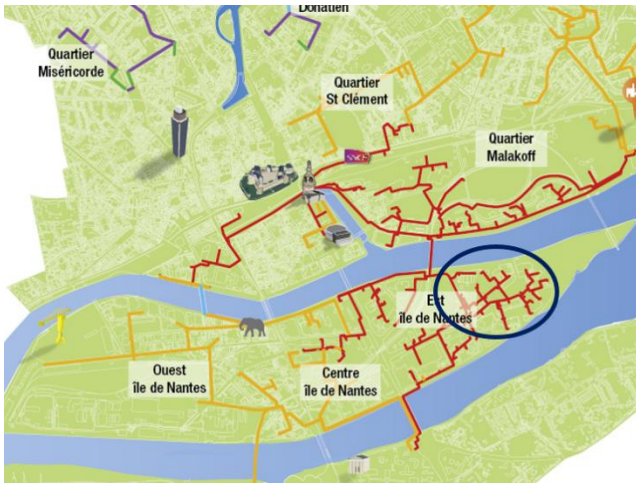 Donatien
Quartier
Miséricorde
Quartier
St Clément
Quartier
Malakoff
Est
île de Nantes
Ouest
île de Nantes
Centre
île de Nantes